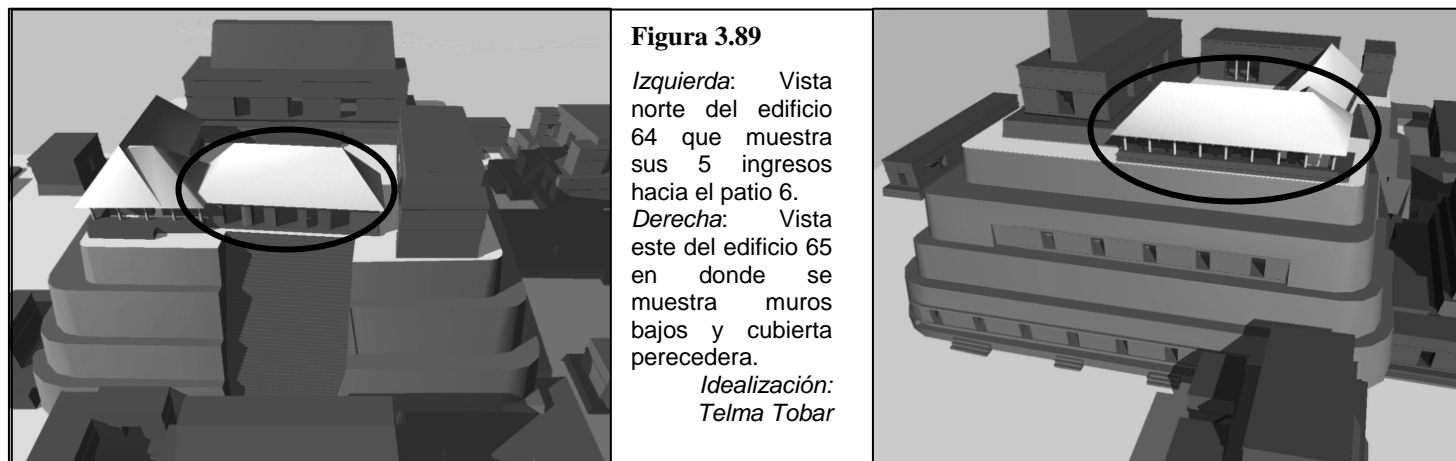 Figura 3.89
Izquierda: Vista
norte del edificio
64 que muestra
sus 5 ingresos
hacia el patio 6.
Derecha: Vista
este del edificio 65
en donde se
muestra muros
bajos y cubierta
perecedera.
Idealización:
Telma Tobar